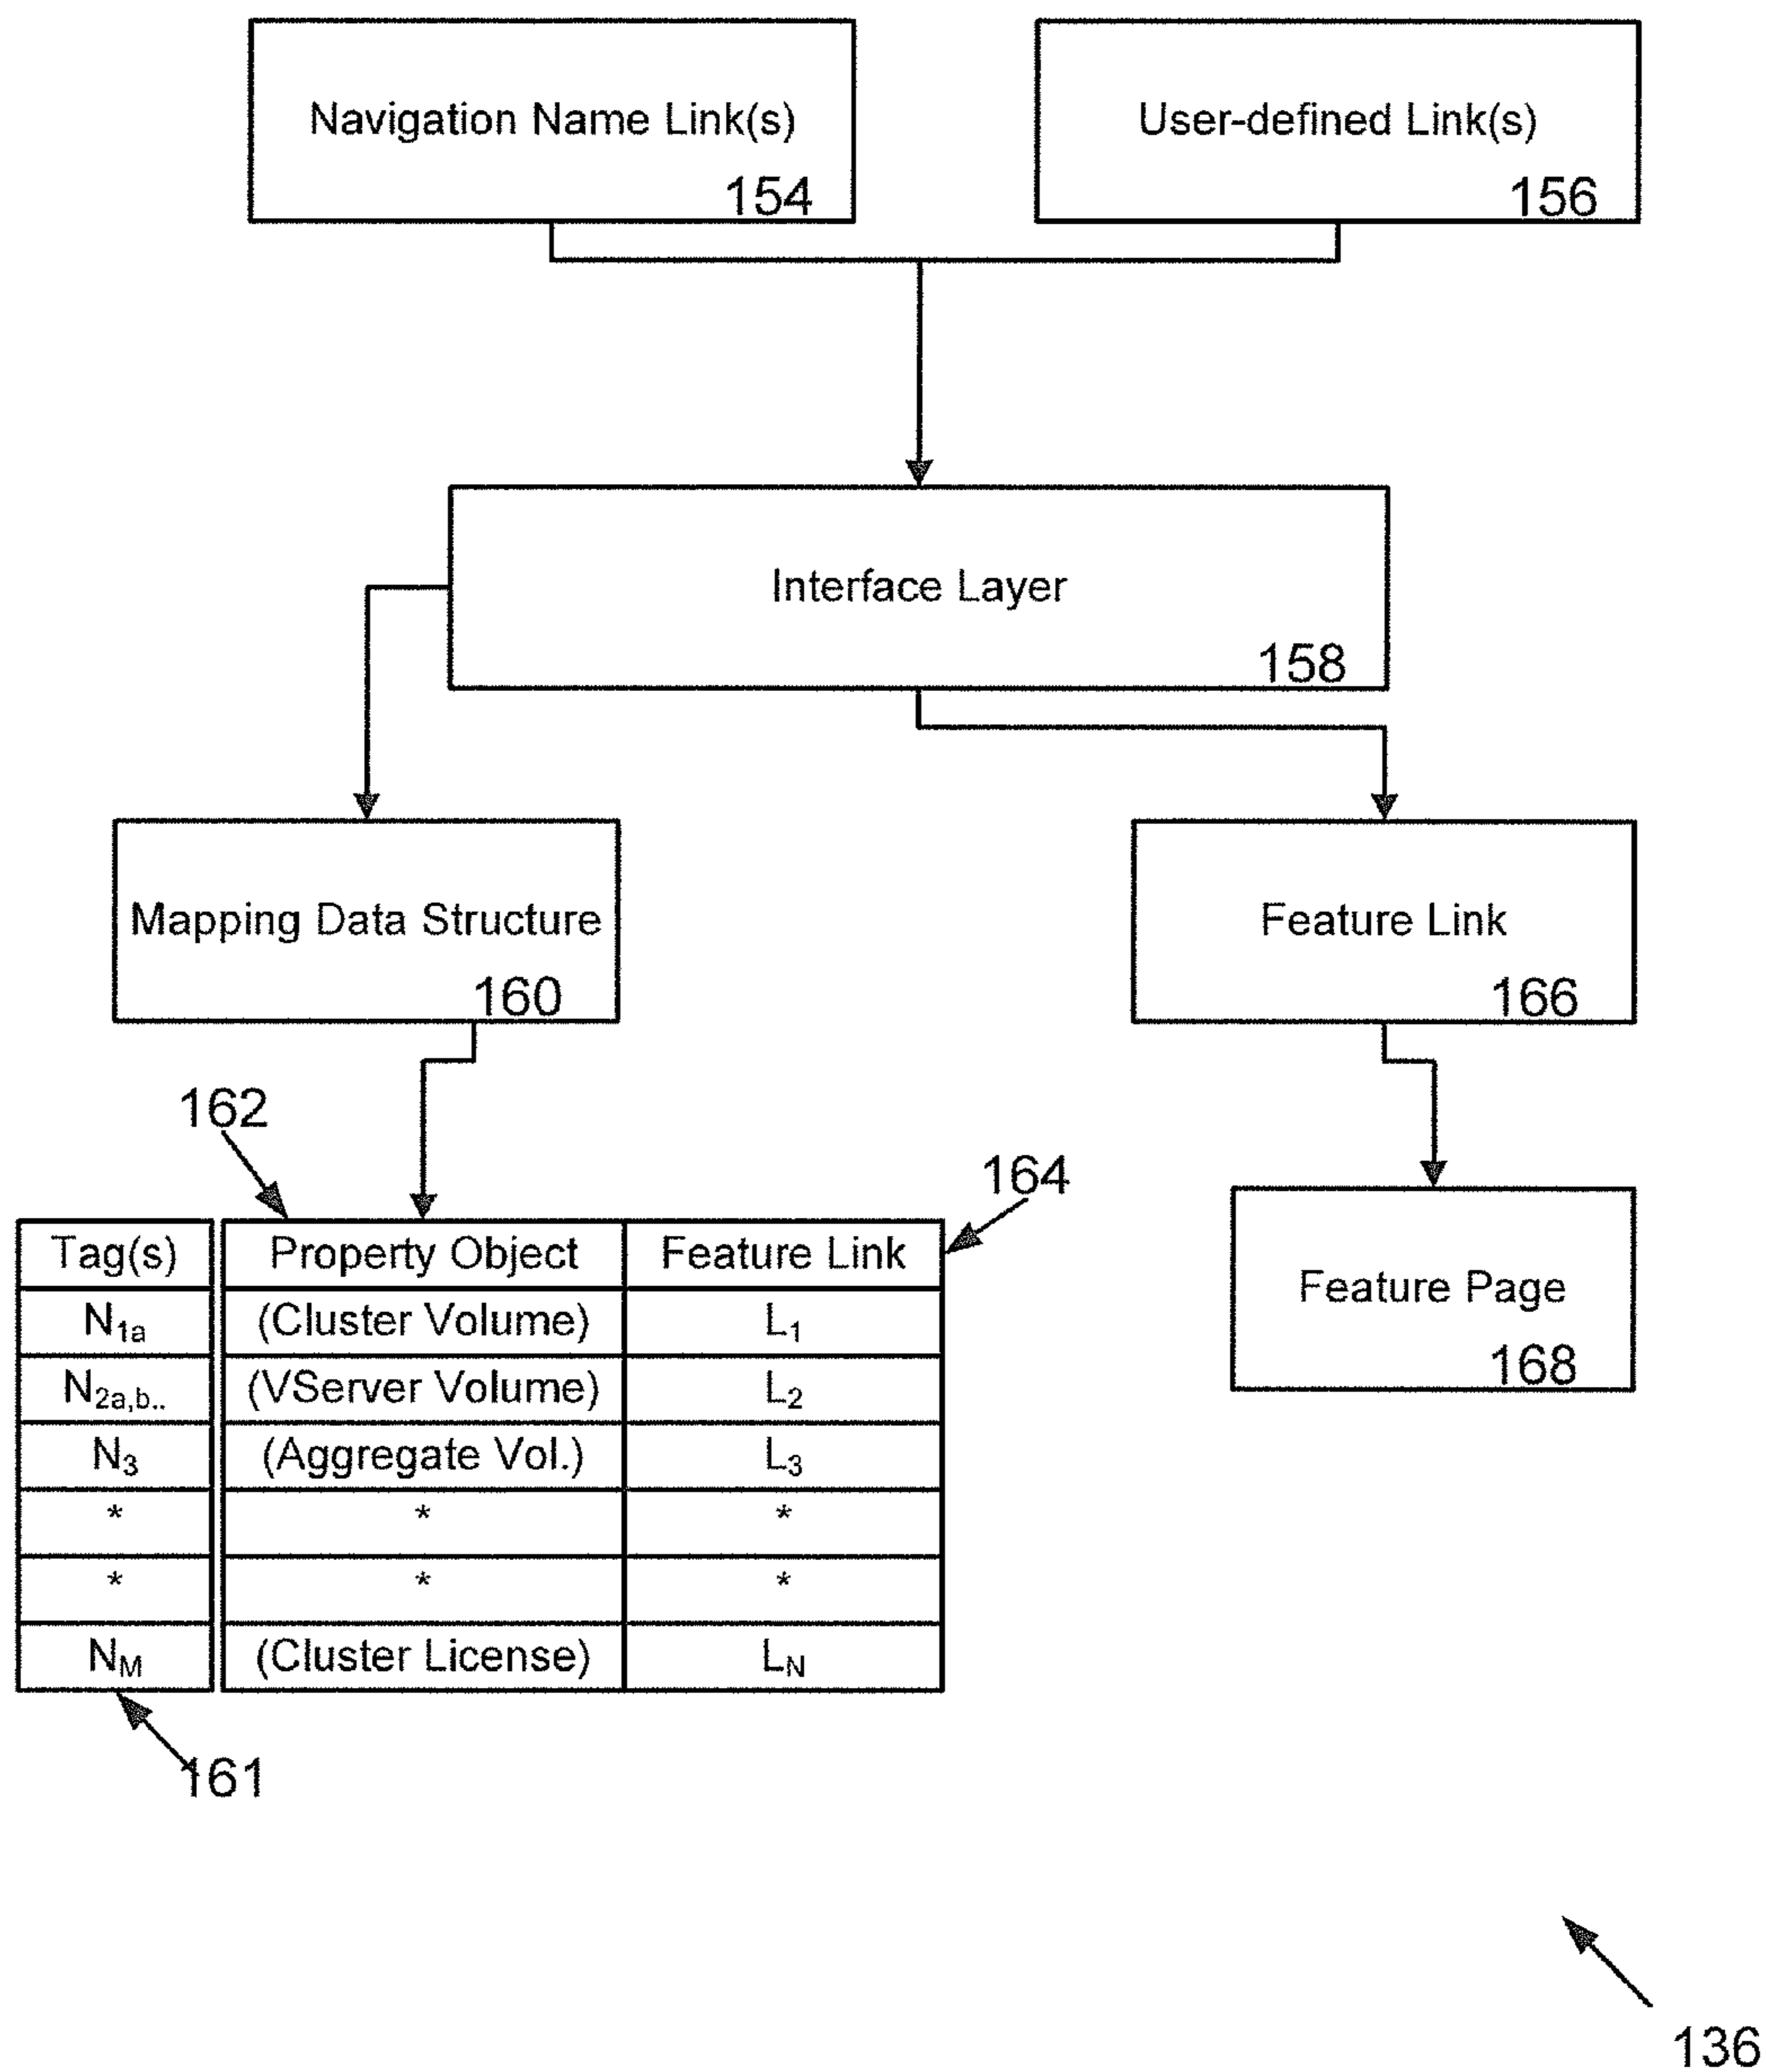 Navigation Name Link(s)
154
User-defined Link(s)
156
Interface Layer
158
Mapping Data Structure
160
Feature Link
166
162
164
Tag(s) Property Object Feature Link
N1a (Cluster Volume) L1
N2a,b.. (VServer Volume) L2
N3 (Aggregate Vol.) L3
* * *
* * *
NM (Cluster License) LN
161
Feature Page
168
136